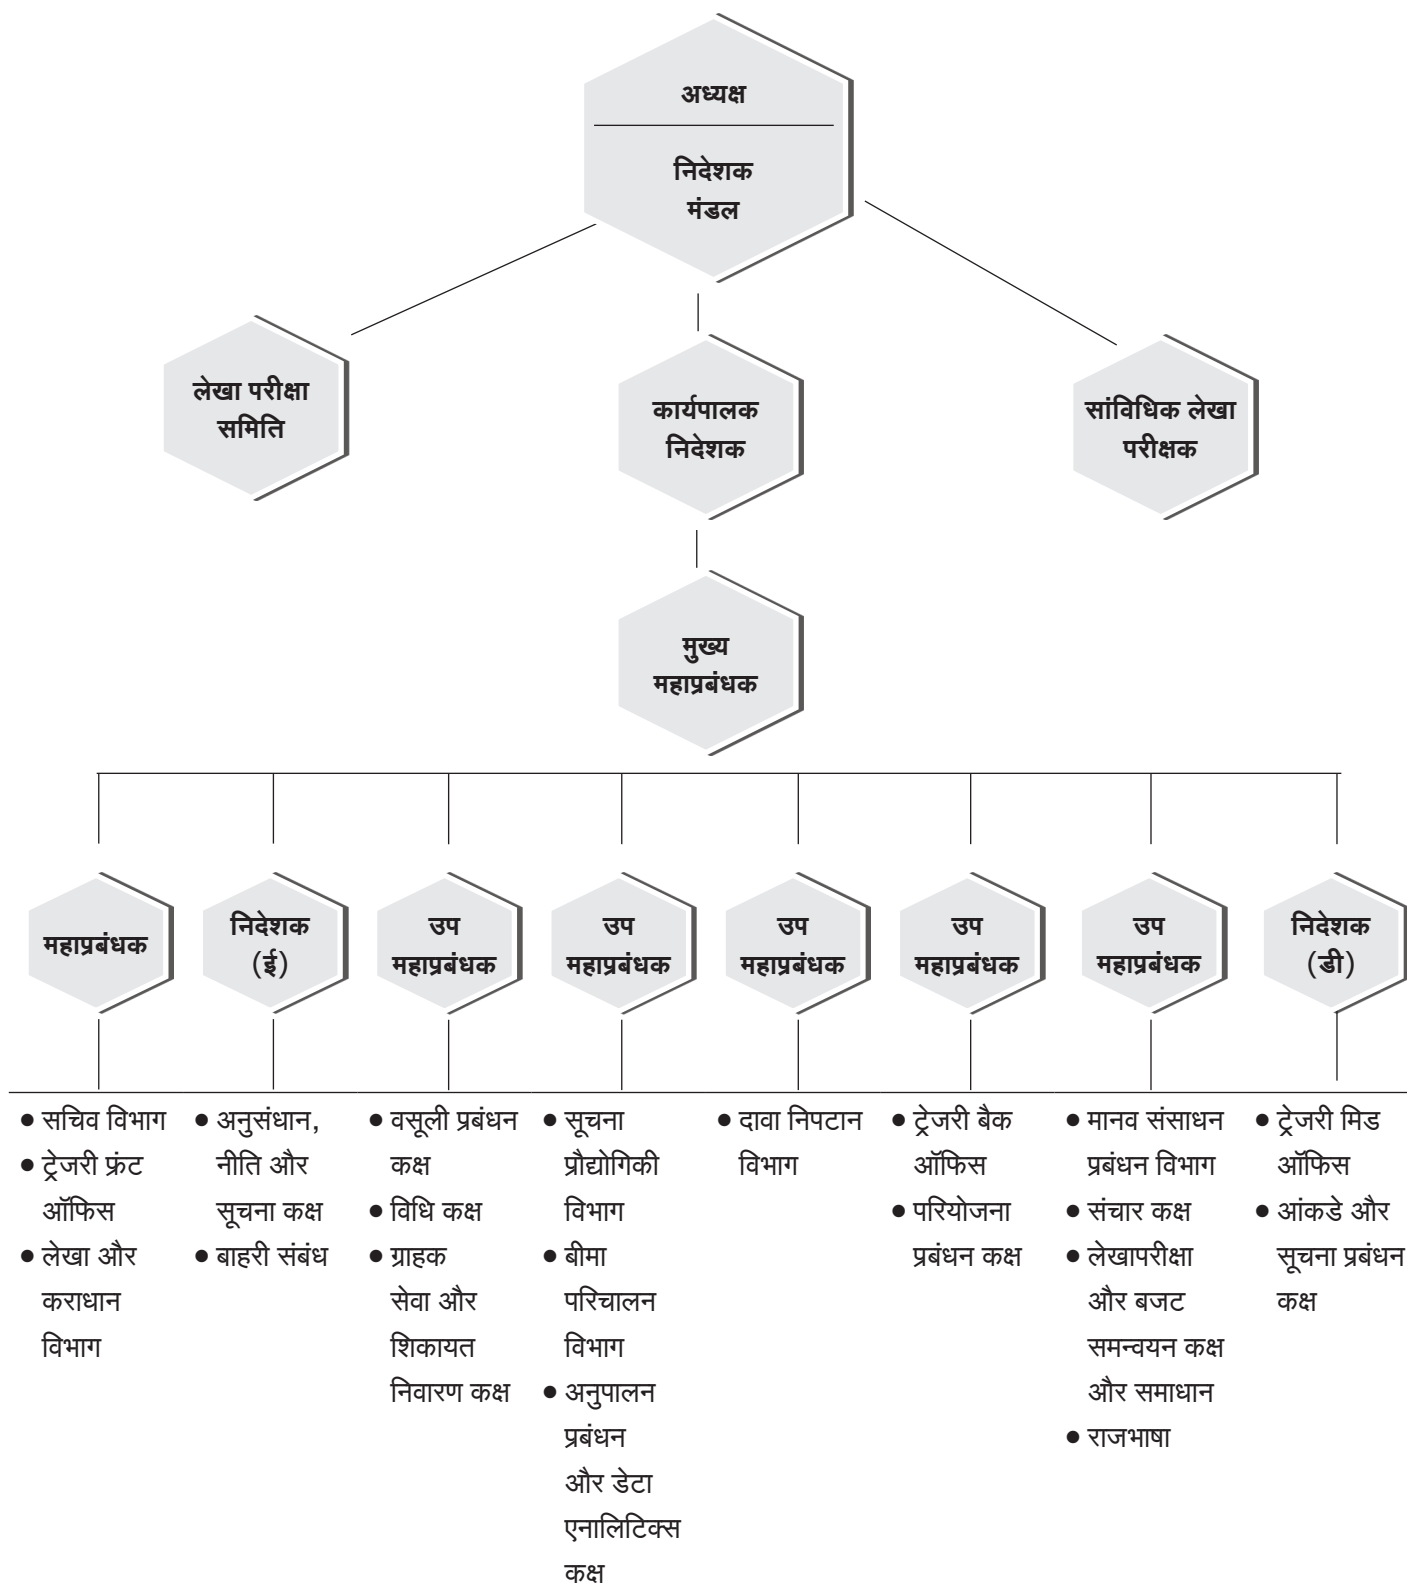 अध्यक्ष
निदेशक
मंडल
लेखा परीक्षा
समिति
कार्यपालक
निदेशक
सांविधिक लेखा
परीक्षक
मुख्य
महाप्रबंधक
महाप्रबंधक
निदेशक
(ई)
उप
महाप्रबंधक
उप
महाप्रबंधक
उप
महाप्रबंधक
उप
महाप्रबंधक
उप
महाप्रबंधक
निदेशक
(डी)
● सचिव विभाग
● ट्रेजरी फ्रंट
ऑफिस
● लेखा और
कराधान
विभाग
● अनुसंधान,
नीति और
सूचना कक्ष
● बाहरी संबंध
● वसूली प्रबंधन
कक्ष
● विधि कक्ष
● ग्राहक
सेवा और
शिकायत
निवारण कक्ष
● सूचना
प्रौद्योगिकी
विभाग
● बीमा
परिचालन
विभाग
● अनुपालन
प्रबंधन
और डेटा
एनालिटिक्स
कक्ष
● दावा निपटान
विभाग
● ट्रेजरी बैक
ऑफिस
● परियोजना
प्रबंधन कक्ष
● मानव संसाधन
प्रबंधन विभाग
● संचार कक्ष
● लेखापरीक्षा
और बजट
समन्वयन कक्ष
और समाधान
● राजभाषा
● ट्रेजरी मिड
ऑफिस
● आंकडे और
सूचना प्रबंधन
कक्ष